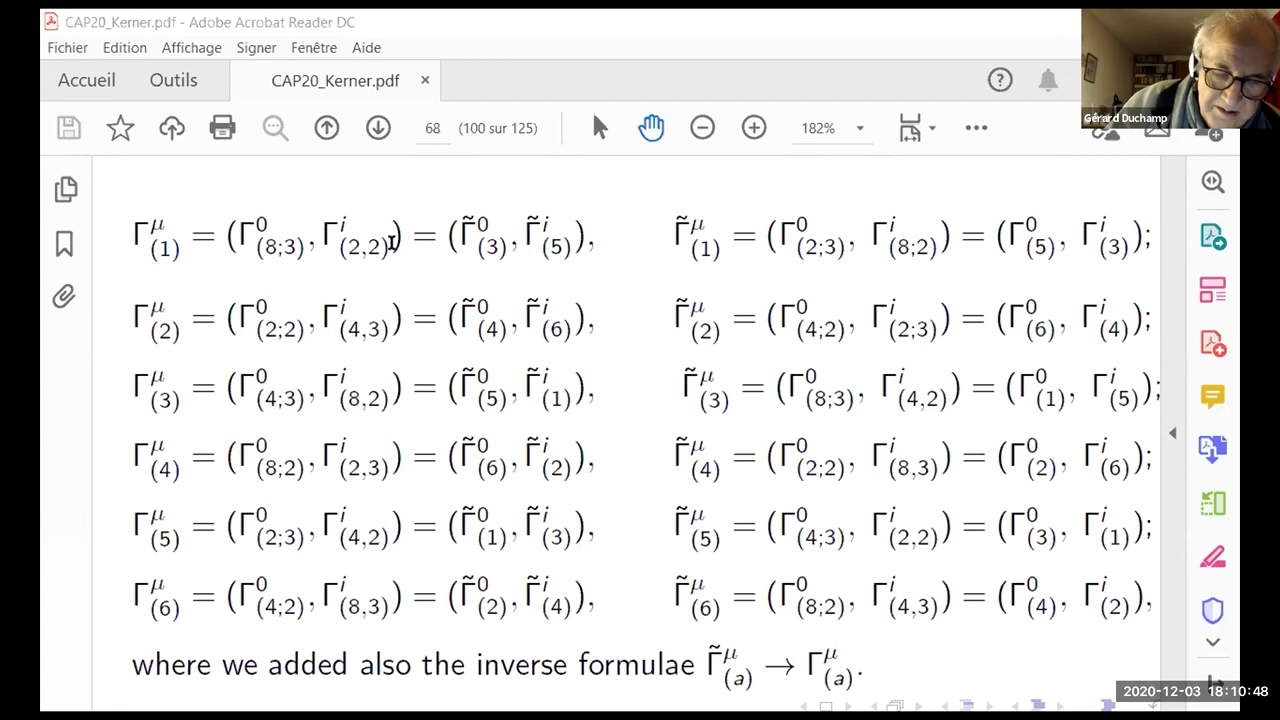 CAP20_Kerner.pdf - Adobe Acrobat Reader DC
Fichier Edition Affichage Signer Fenêtre Aide
Accueil Outils CAP20_Kerner.pdf ×
68 (100 sur 125) 182%
Gérard Duchamp
Γ^μ_(1) = (Γ^0_(8;3), Γ^i_(2,2)) = (Γ̃^0_(3), Γ̃^i_(5)), Γ̃^μ_(1) = (Γ^0_(2;3), Γ^i_(8;2)) = (Γ^0_(5), Γ^i_(3));
Γ^μ_(2) = (Γ^0_(2;2), Γ^i_(4,3)) = (Γ̃^0_(4), Γ̃^i_(6)), Γ̃^μ_(2) = (Γ^0_(4;2), Γ^i_(2;3)) = (Γ^0_(6), Γ^i_(4));
Γ^μ_(3) = (Γ^0_(4;3), Γ^i_(8,2)) = (Γ̃^0_(5), Γ̃^i_(1)), Γ̃^μ_(3) = (Γ^0_(8;3), Γ^i_(4,2)) = (Γ^0_(1), Γ^i_(5));
Γ^μ_(4) = (Γ^0_(8;2), Γ^i_(2,3)) = (Γ̃^0_(6), Γ̃^i_(2)), Γ̃^μ_(4) = (Γ^0_(2;2), Γ^i_(8,3)) = (Γ^0_(2), Γ^i_(6));
Γ^μ_(5) = (Γ^0_(2;3), Γ^i_(4,2)) = (Γ̃^0_(1), Γ̃^i_(3)), Γ̃^μ_(5) = (Γ^0_(4;3), Γ^i_(2,2)) = (Γ^0_(3), Γ^i_(1));
Γ^μ_(6) = (Γ^0_(4;2), Γ^i_(8,3)) = (Γ̃^0_(2), Γ̃^i_(4)), Γ̃^μ_(6) = (Γ^0_(8;2), Γ^i_(4,3)) = (Γ^0_(4), Γ^i_(2)),
where we added also the inverse formulae Γ̃^μ_(a) → Γ^μ_(a).
2020-12-03 18:10:48